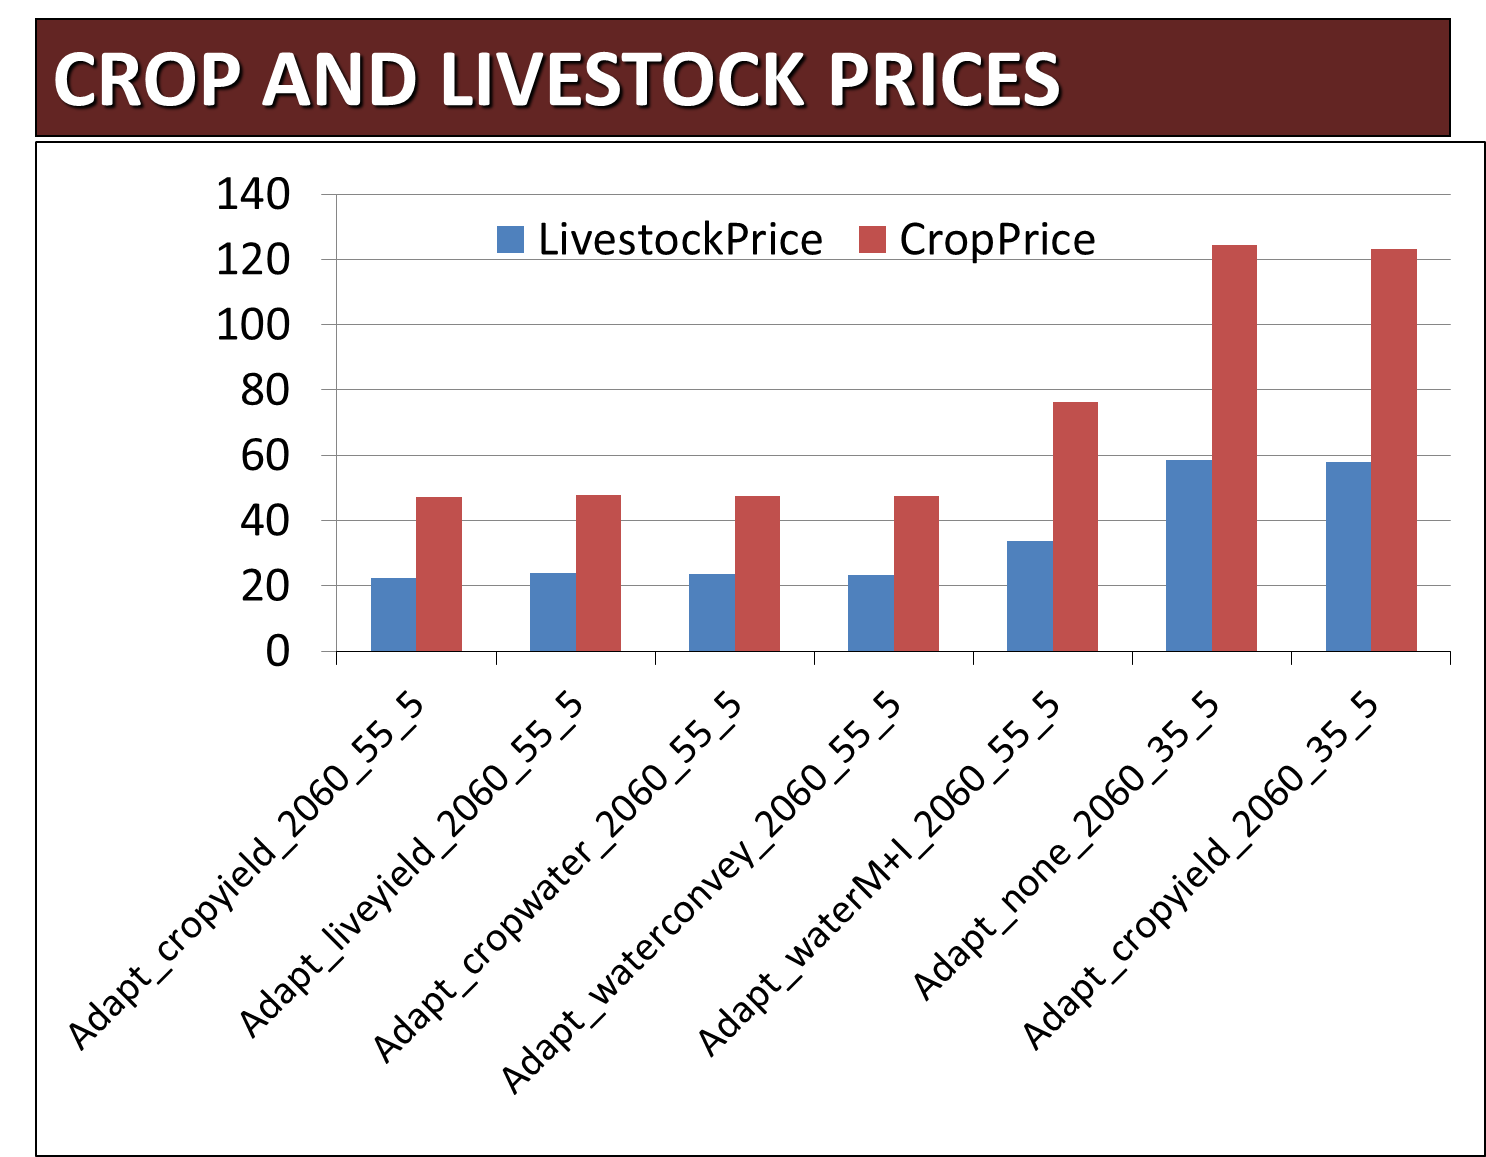 CROP AND LIVESTOCK PRICES
140
120
100
80
60
40
20
0
LivestockPrice CropPrice
Adapt_cropyield_2060_55_5
Adapt_liveyield_2060_55_5
Adapt_cropwater_2060_55_5
Adapt_waterconvey_2060_55_5
Adapt_waterM+I_2060_55_5
Adapt_none_2060_35_5
Adapt_cropyield_2060_35_5